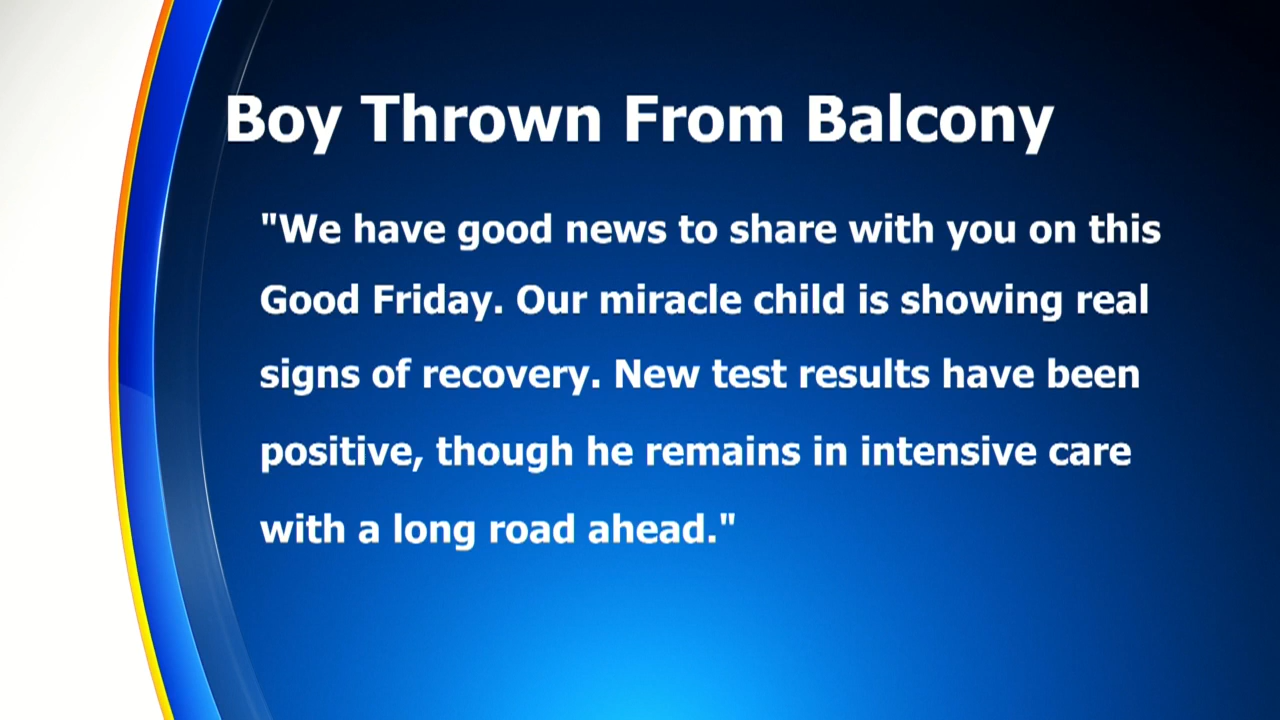 Boy Thrown From Balcony
"We have good news to share with you on this
Good Friday. Our miracle child is showing real
signs of recovery. New test results have been
positive, though he remains in intensive care
with a long road ahead."